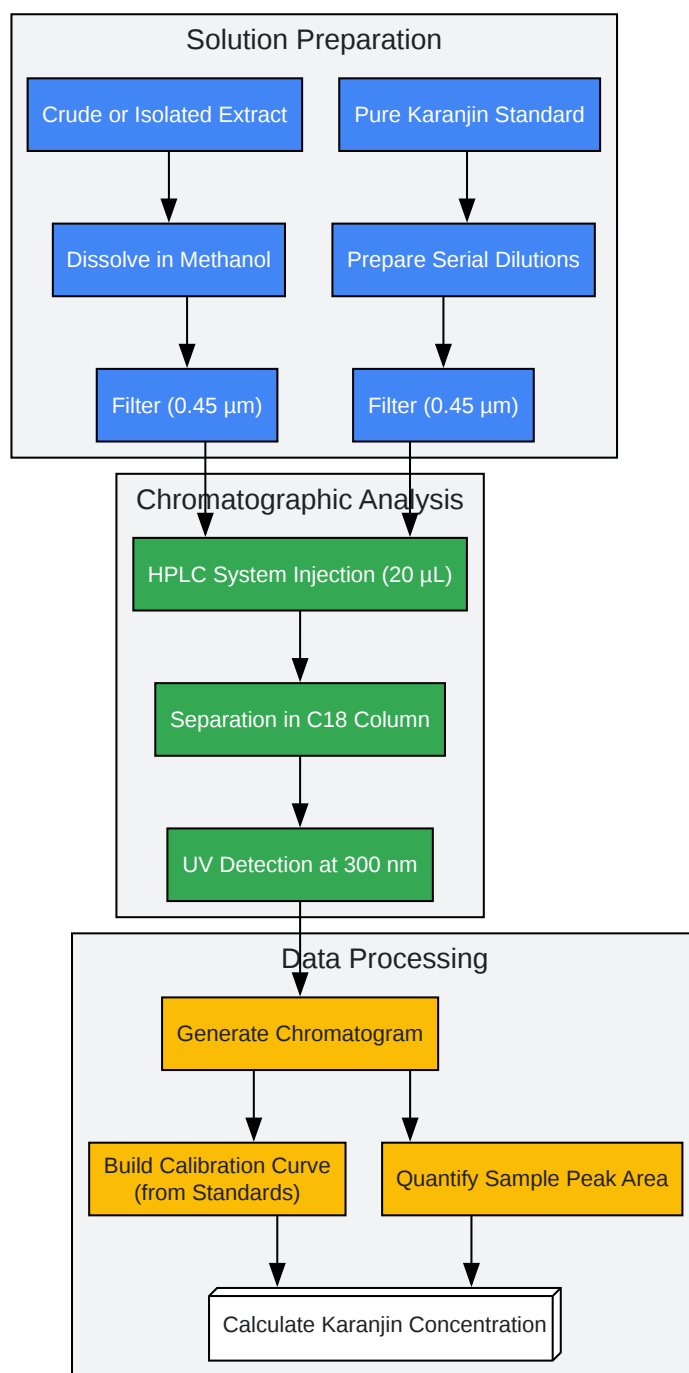 Solution Preparation
Crude or Isolated Extract
Pure Karanjin Standard
Dissolve in Methanol
Prepare Serial Dilutions
Filter (0.45 µm)
Filter (0.45 µm)
Chromatographic Analysis
HPLC System Injection (20 µL)
Separation in C18 Column
UV Detection at 300 nm
Data Processing
Generate Chromatogram
Build Calibration Curve
(from Standards)
Quantify Sample Peak Area
Calculate Karanjin Concentration